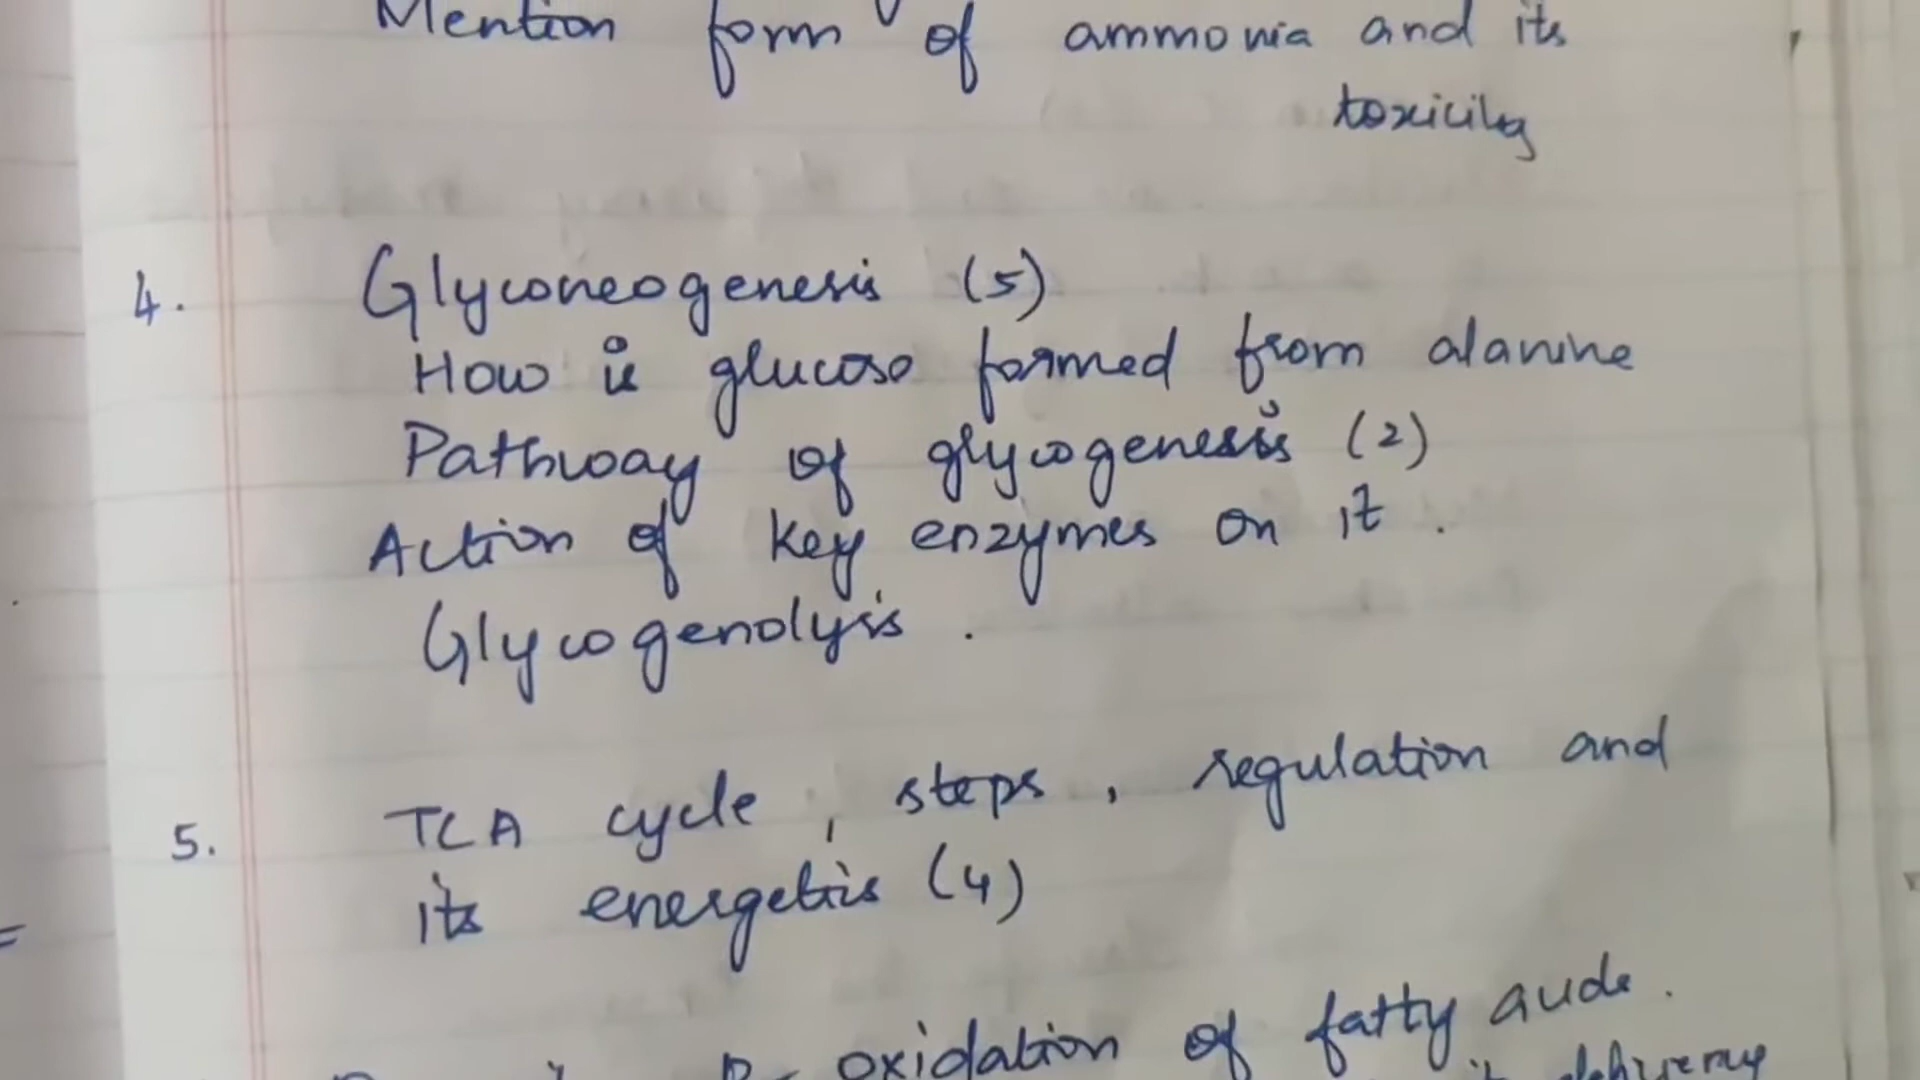 Mention form of ammonia and its
toxicity
4. Glyconeogenesis (5)
How is glucose formed from alanine
Pathway of glycogenesis (2)
Action of key enzymes on it.
Glycogenolysis.
5. TCA cycle, steps, regulation and
its energetics (4)
oxidation of fatty acids.